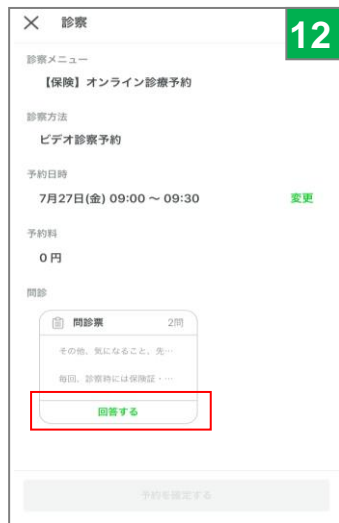 診察
12
診察メニュー
【保険】オンライン診療予約
診察方法
ビデオ診察予約
予約日時
7月27日(金) 09:00 ～ 09:30
変更
予約料
0 円
問診
問診票
2問
その他、気になること、先…
毎回、診察時には保険証・…
回答する
予約を確定する